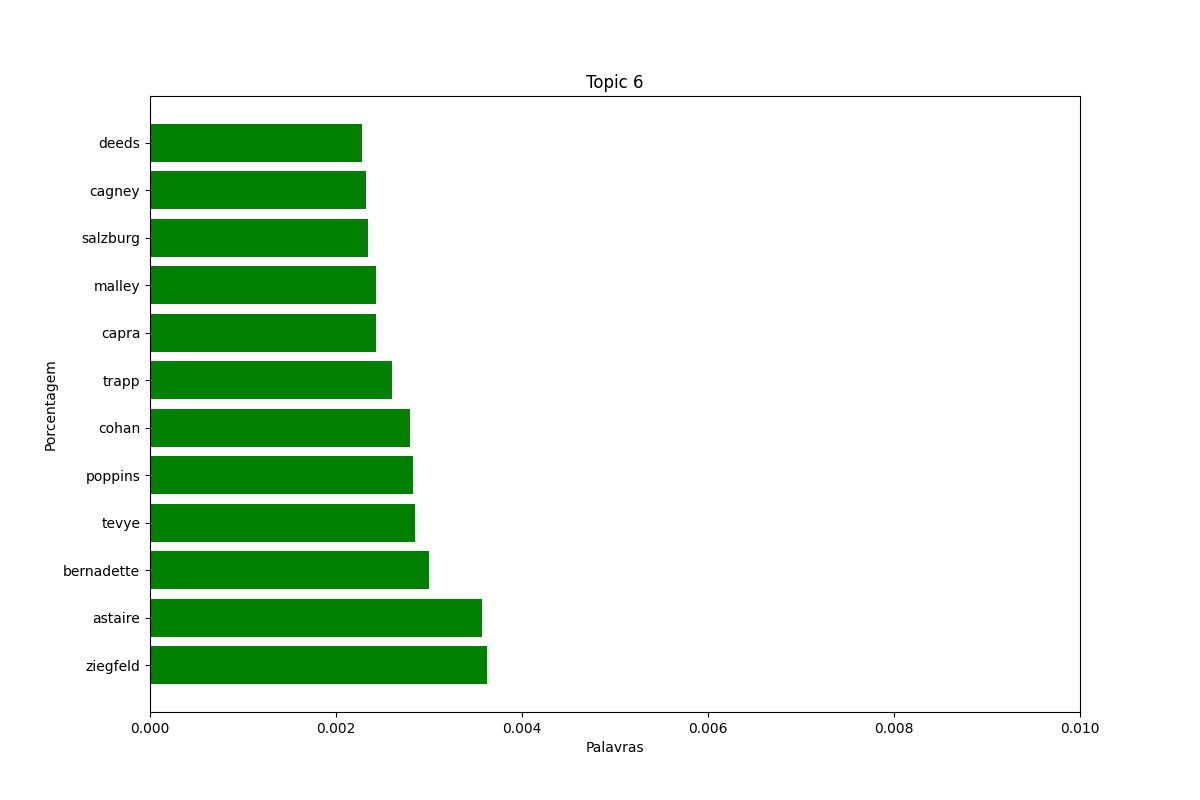 Topic 6
deeds
cagney
salzburg
malley
capra
trapp
cohan
poppins
tevye
bernadette
astaire
ziegfeld
Porcentagem
0.000 0.002 0.004 0.006 0.008 0.010
Palavras